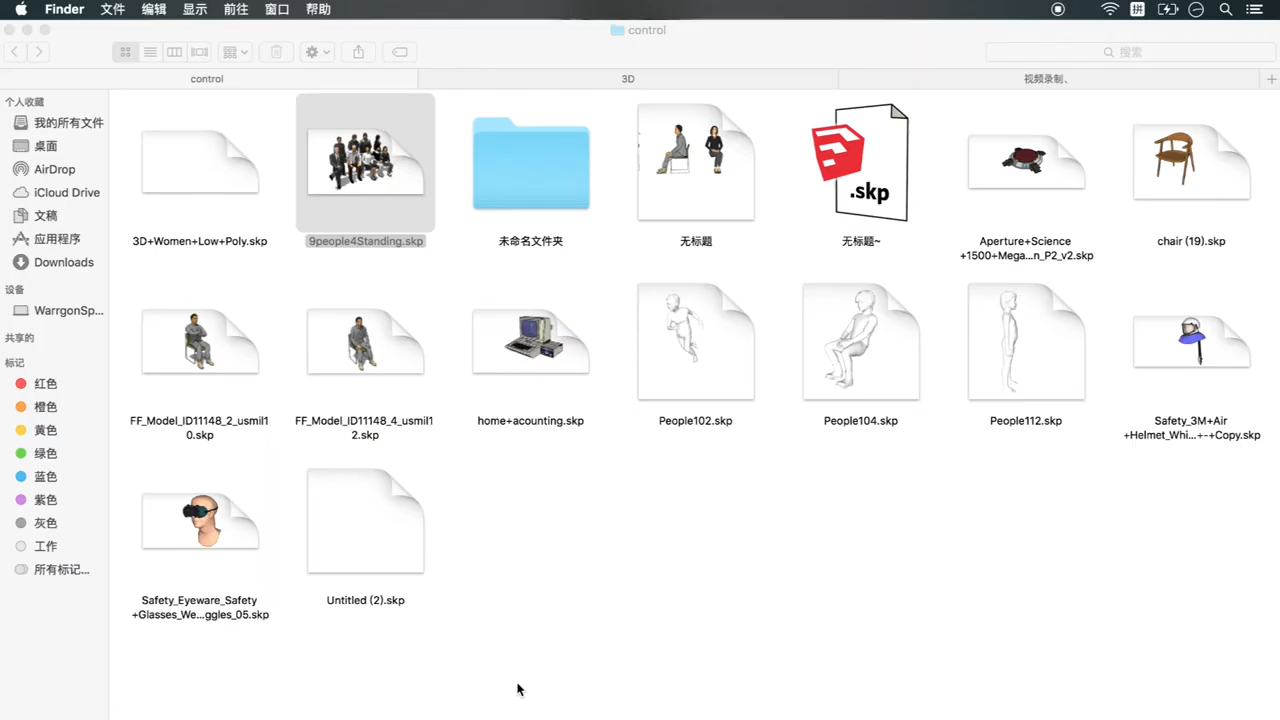 Finder 文件 编辑 显示 前往 窗口 帮助
拼
control
搜索
control 3D 视频录制、
个人收藏
我的所有文件
桌面
AirDrop
iCloud Drive
文稿
应用程序
Downloads
设备
WarrgonSp...
共享的
标记
红色
橙色
黄色
绿色
蓝色
紫色
灰色
工作
所有标记...
.skp
3D+Women+Low+Poly.skp
9people4Standing.skp
未命名文件夹
无标题
无标题~
Aperture+Science
+1500+Mega...n_P2_v2.skp
chair (19).skp
FF_Model_ID11148_2_usmil1
0.skp
FF_Model_ID11148_4_usmil1
2.skp
home+acounting.skp
People102.skp
People104.skp
People112.skp
Safety_3M+Air
+Helmet_Whi...+-+Copy.skp
Safety_Eyeware_Safety
+Glasses_We...ggles_05.skp
Untitled (2).skp